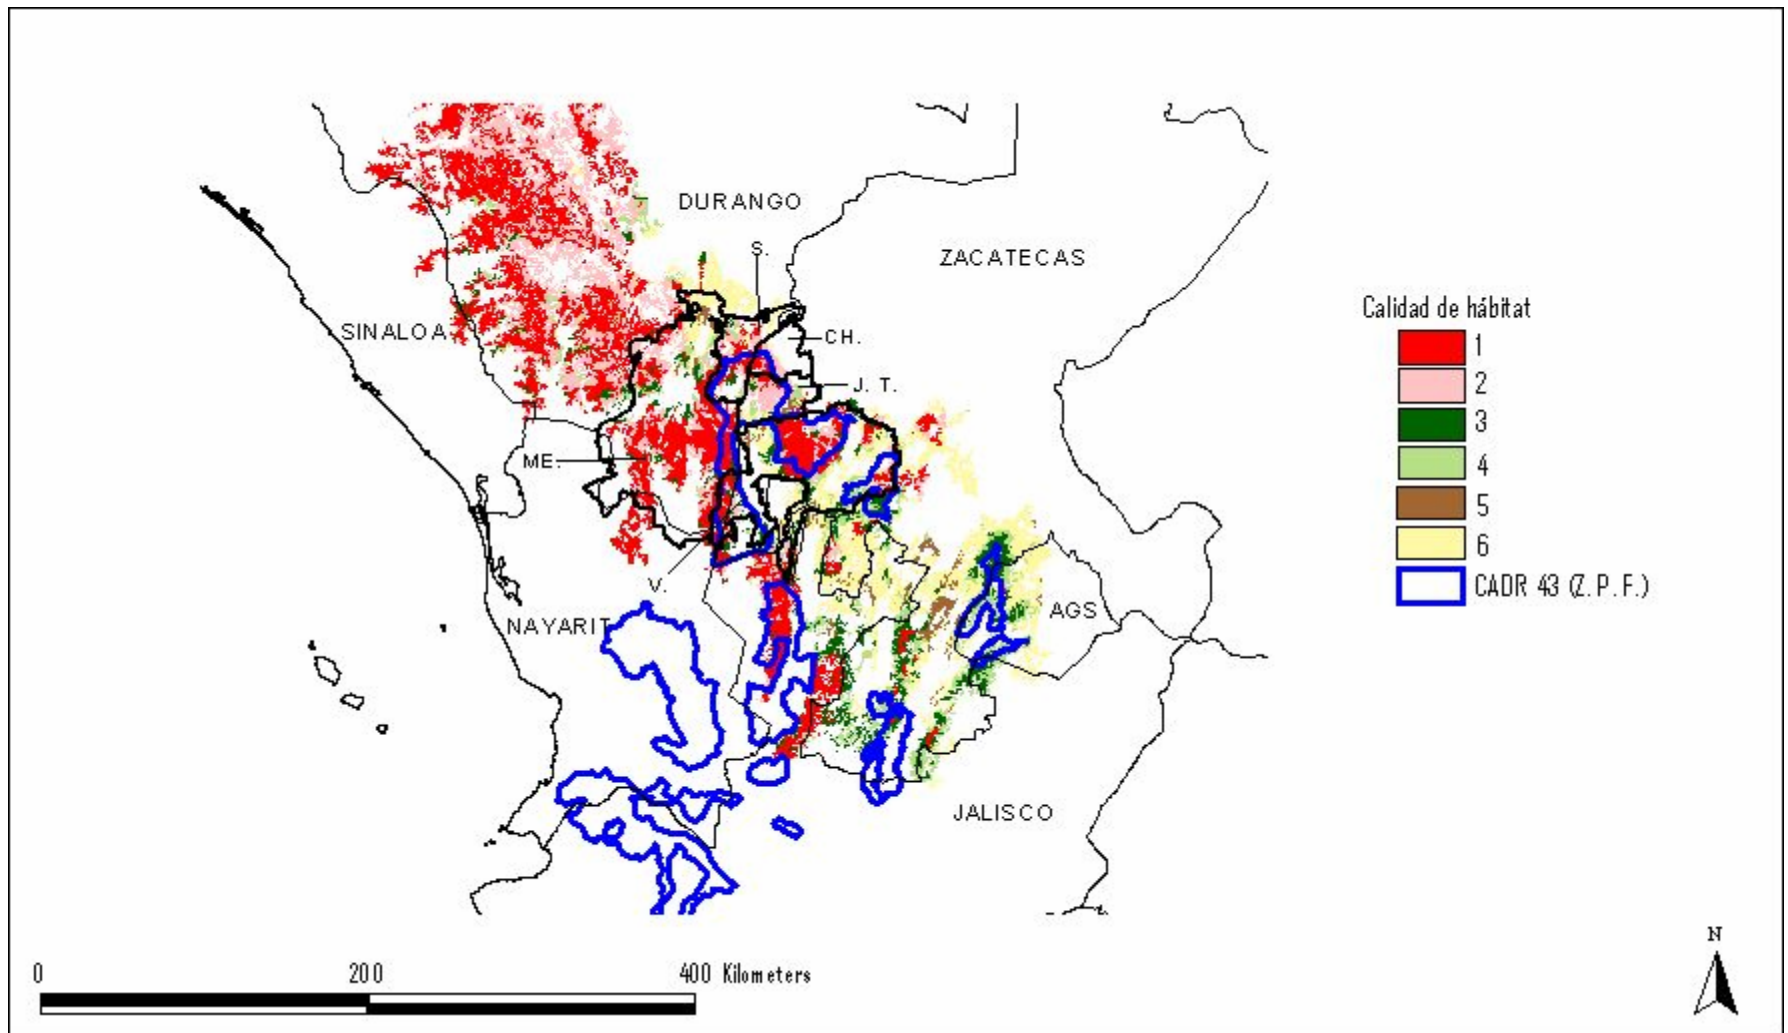 DURANGO
S.
ZACATECAS
SINALOA
CH.
J. T.
ME.
V.
NAYARIT
AGS
JALISCO
Calidad de hábitat
1
2
3
4
5
6
CADR 43 (Z. P. F.)
N
0 200 400 Kilometers